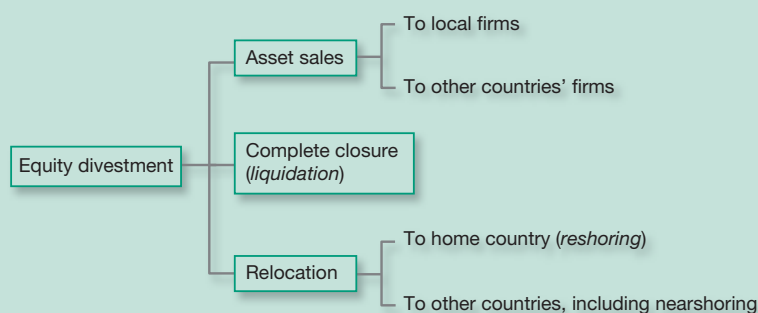 To local firms
Asset sales
To other countries’ firms
Equity divestment
Complete closure
(liquidation)
To home country (reshoring)
Relocation
To other countries, including nearshoring